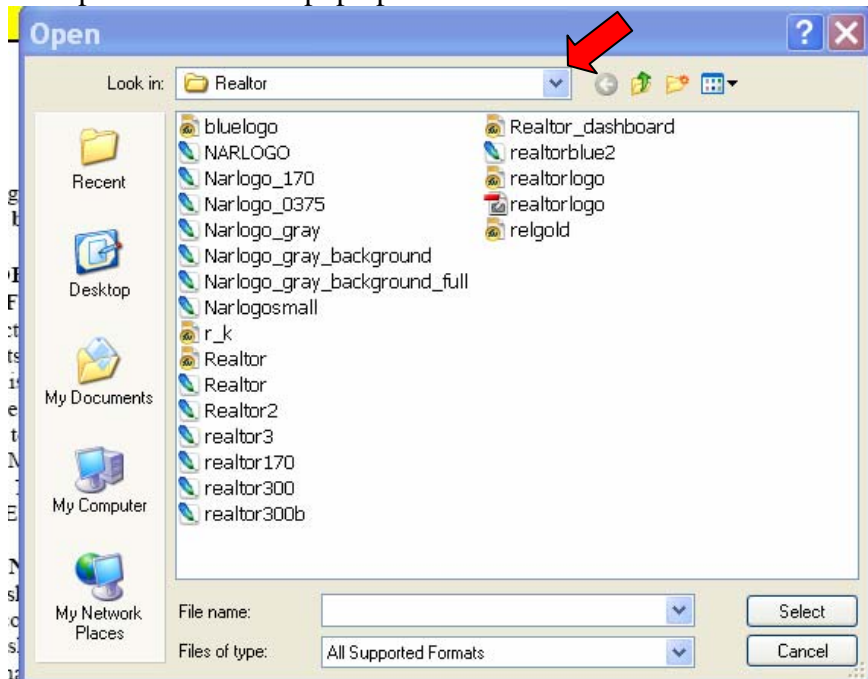 Open
Look in: Realtor
Recent
Desktop
My Documents
My Computer
My Network
Places
bluelogo
NARLOGO
Narlogo_170
Narlogo_0375
Narlogo_gray
Narlogo_gray_background
Narlogo_gray_background_full
Narlogosmall
r_k
Realtor
Realtor
Realtor2
realtor3
realtor170
realtor300
realtor300b
Realtor_dashboard
realtorblue2
realtorlogo
realtorlogo
relgold
File name:
Select
Files of type: All Supported Formats
Cancel